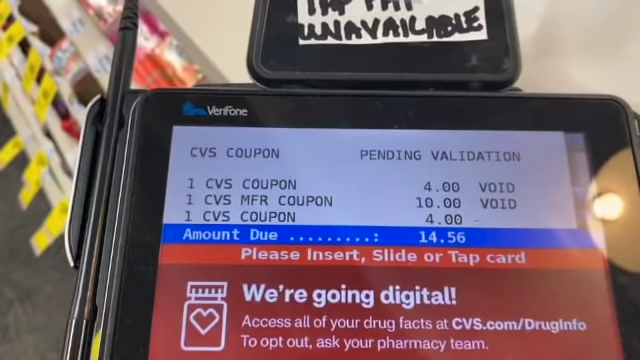 TAP PAY
UNAVAILABLE
VeriFone
CVS COUPON PENDING VALIDATION
1 CVS COUPON 4.00 VOID
1 CVS MFR COUPON 10.00 VOID
1 CVS COUPON 4.00 -
Amount Due .........: 14.56
Please Insert, Slide or Tap card
We're going digital!
Access all of your drug facts at CVS.com/DrugInfo
To opt out, ask your pharmacy team.